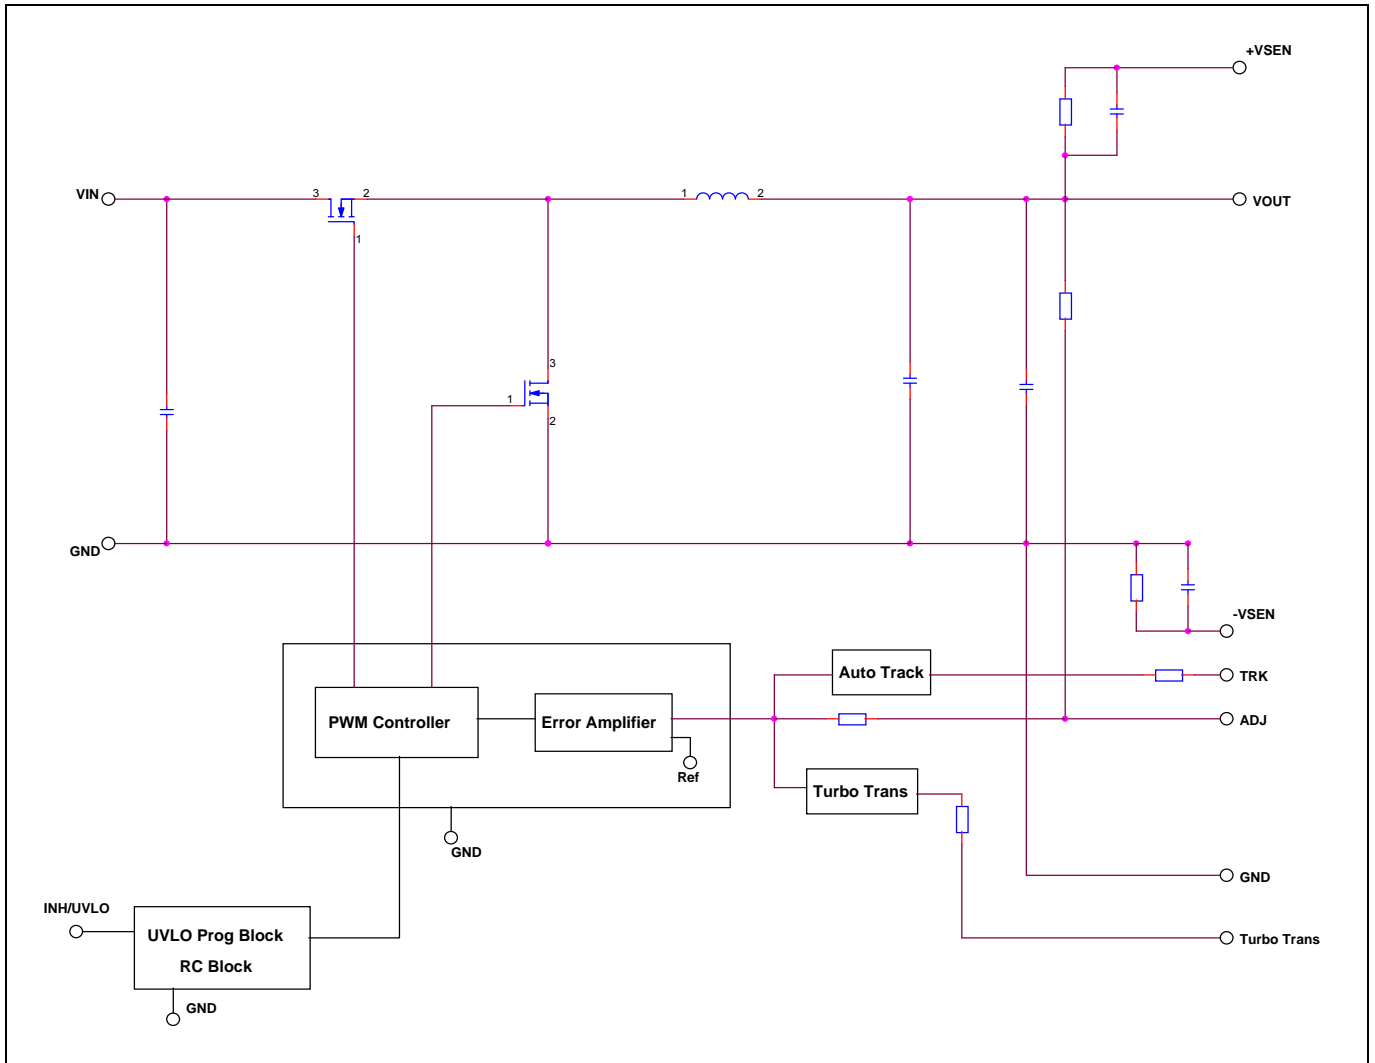 +VSEN
VIN
3
2
1
1
2
VOUT
3
1
2
GND
-VSEN
Auto Track
TRK
PWM Controller
Error Amplifier
ADJ
Ref
Turbo Trans
GND
GND
INH/UVLO
UVLO Prog Block
RC Block
Turbo Trans
GND